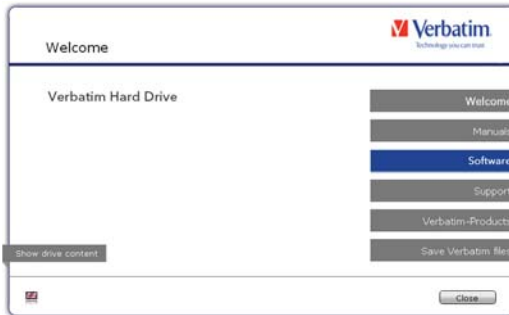 Welcome
Verbatim.
Technology you can trust
Verbatim Hard Drive
Welcome
Manuals
Software
Support
Verbatim-Products
Save Verbatim files
Show drive content
Close